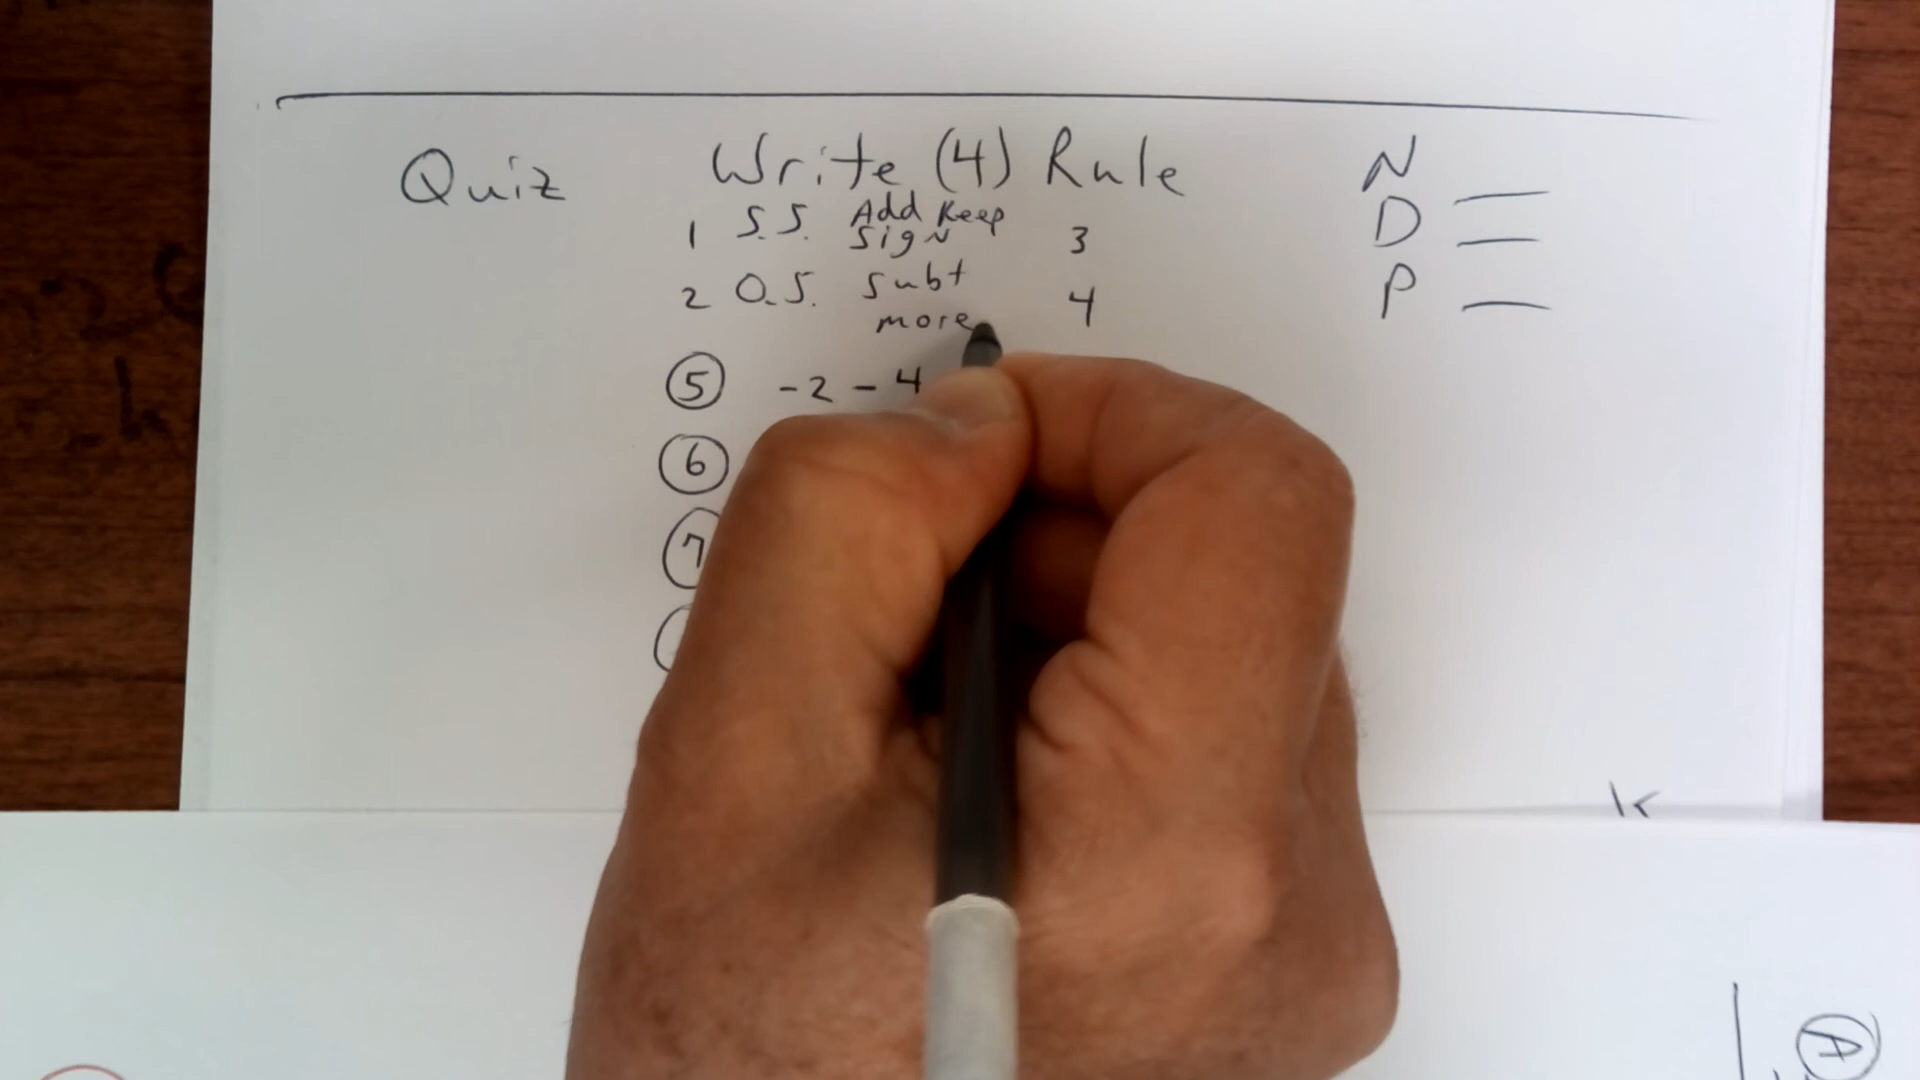 Quiz
Write (4) Rule
1 S.S. Add Keep
Sign
2 O.S. Subt
more
3
4
5 -2 - 4
6
7
N
D
P
A